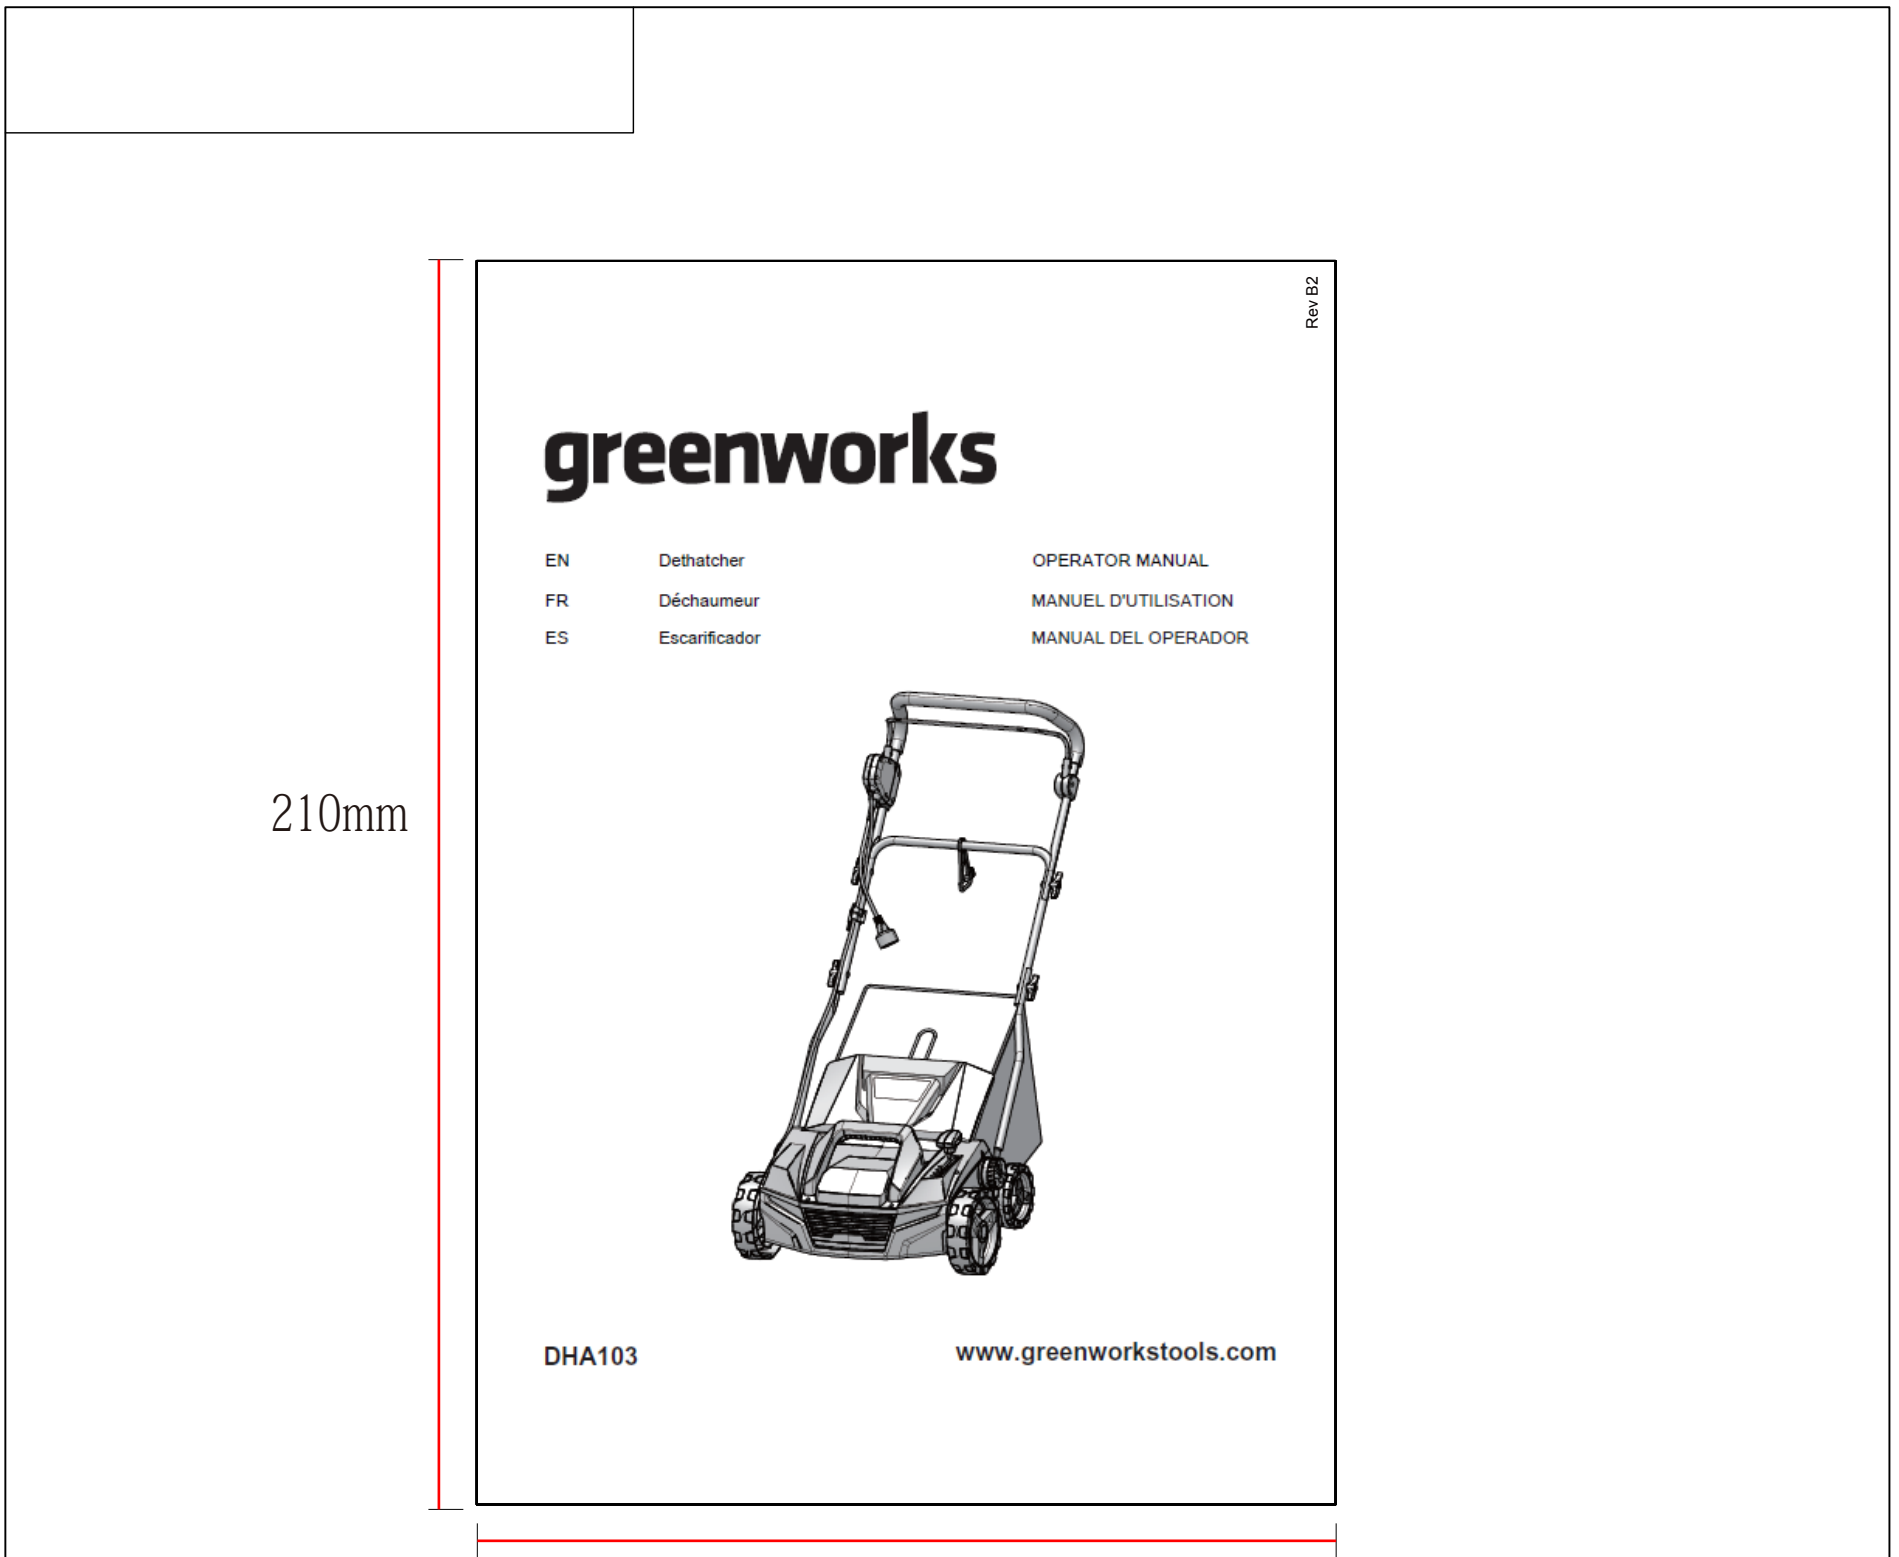 Rev B2
greenworks
EN Dethatcher OPERATOR MANUAL
FR Déchaumeur MANUEL D'UTILISATION
ES Escarificador MANUAL DEL OPERADOR
210mm
DHA103 www.greenworkstools.com